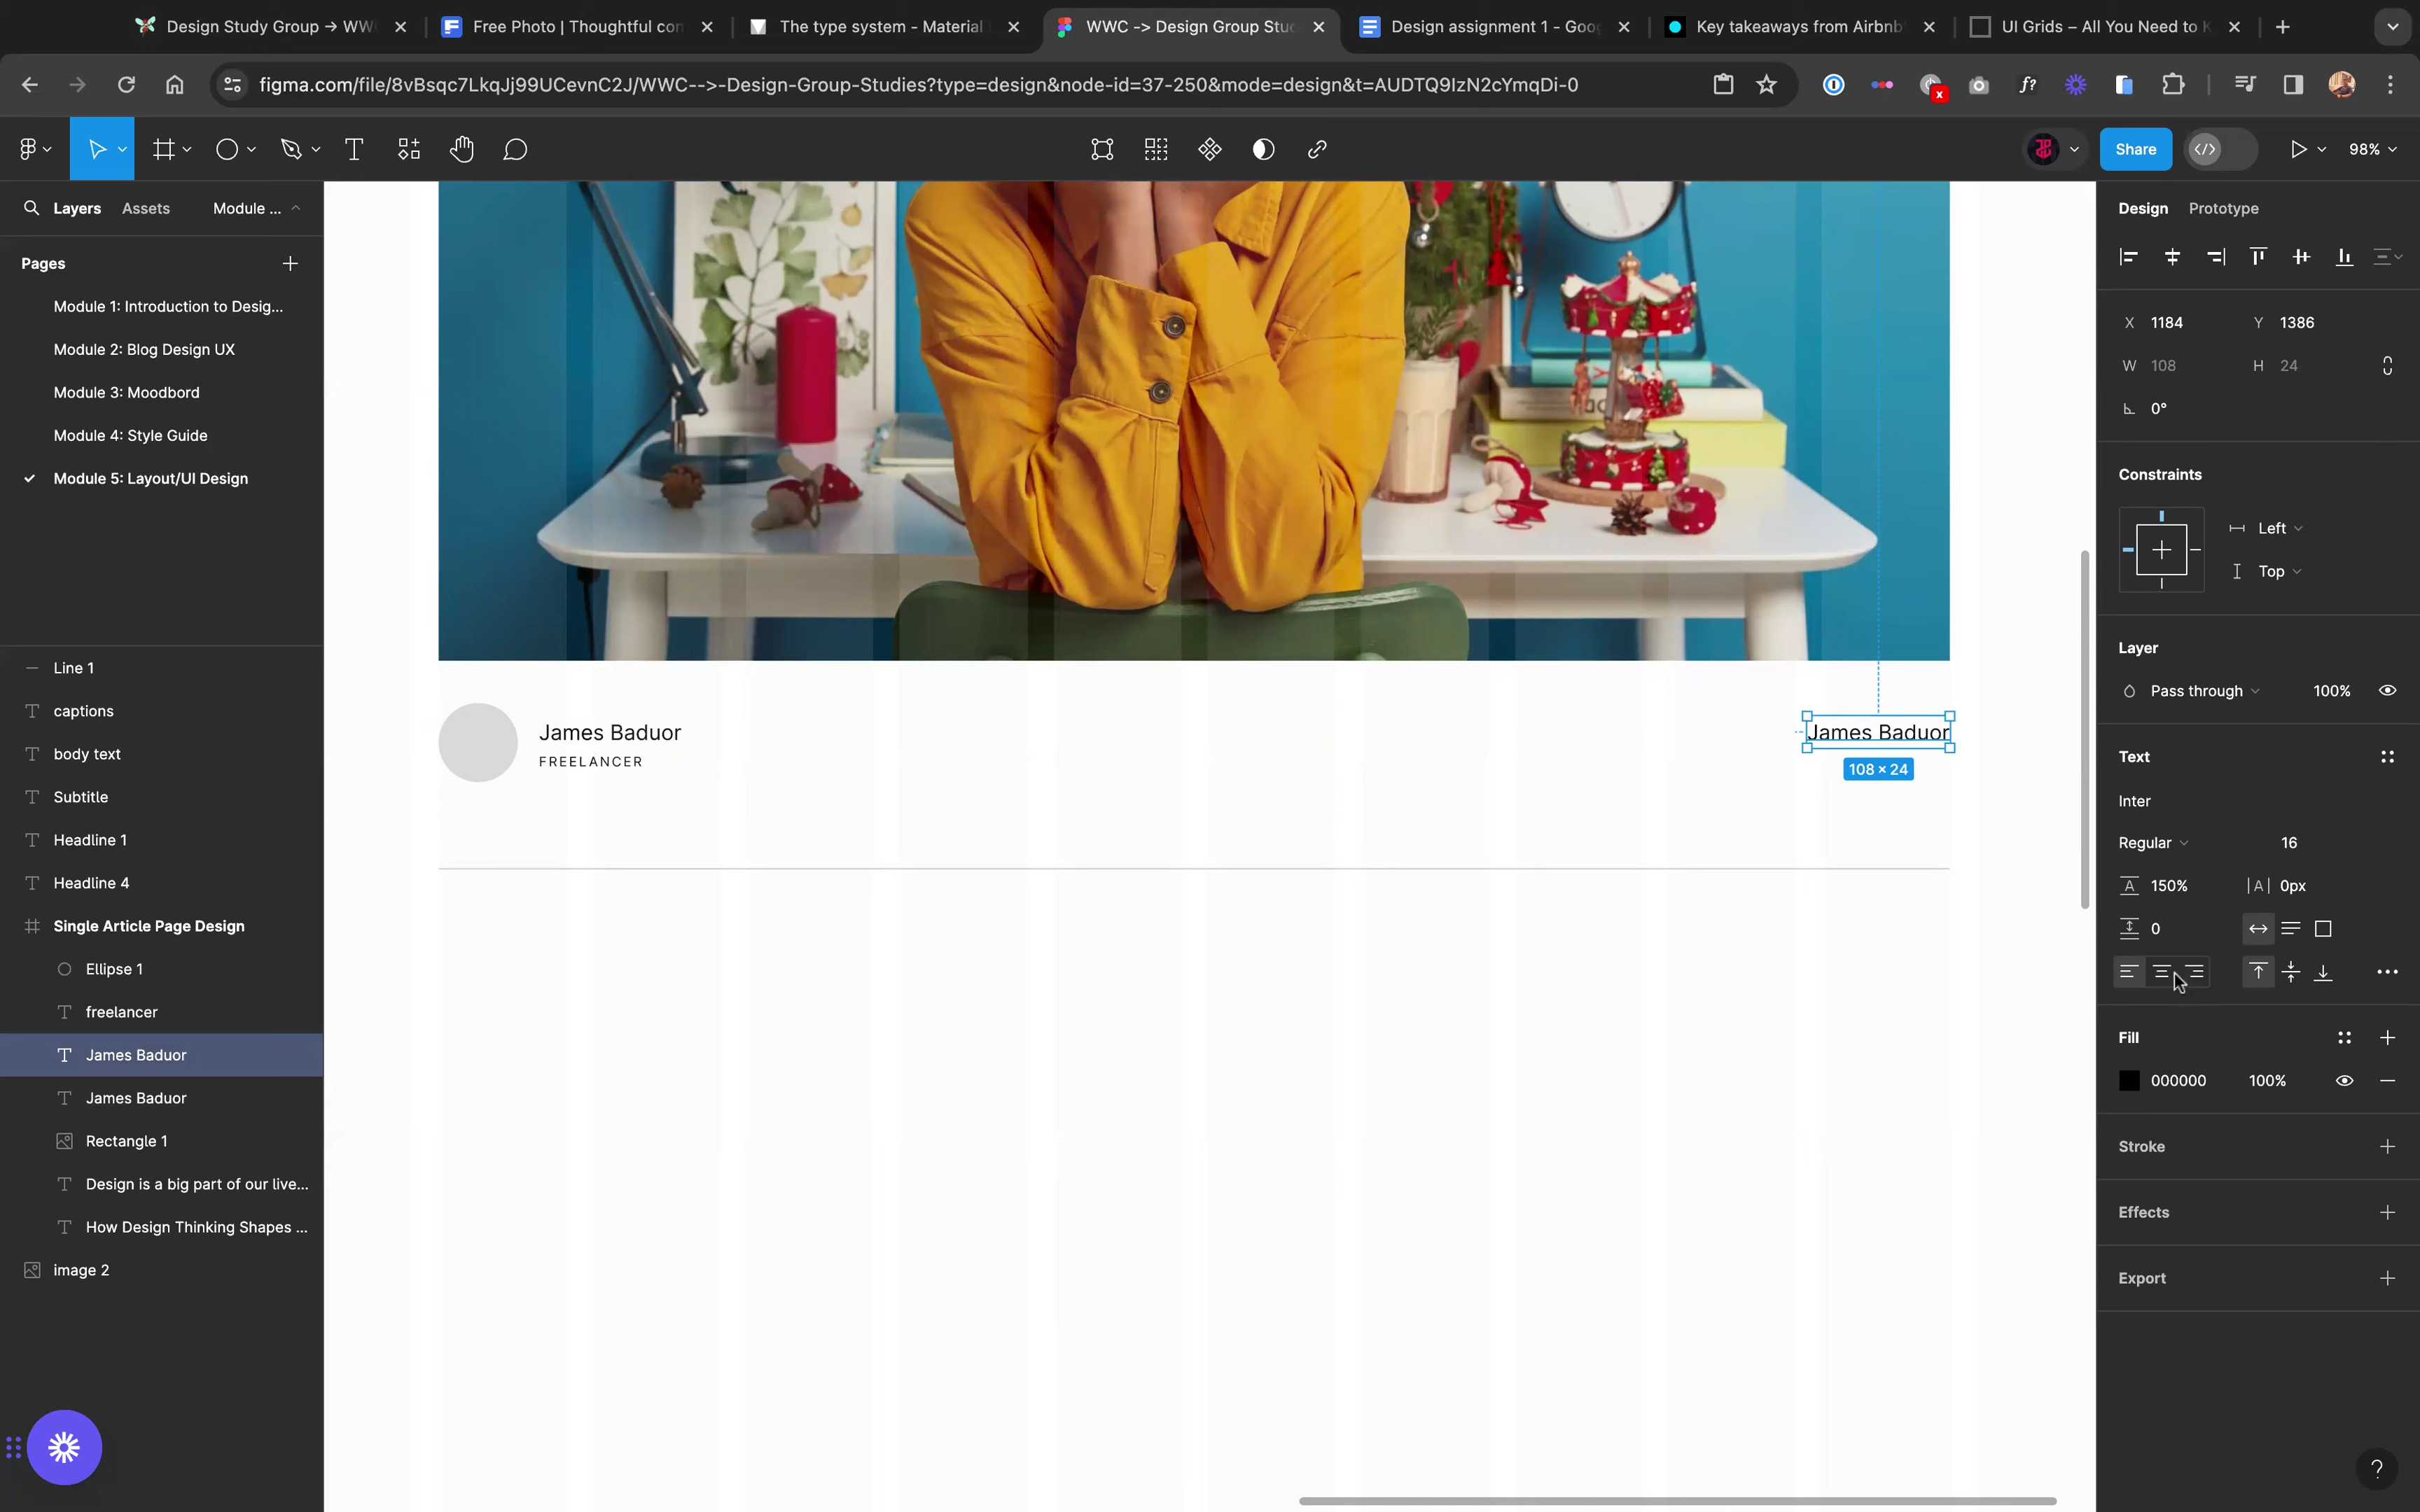 Design Study Group → WW
Free Photo | Thoughtful con
The type system - Material
WWC -> Design Group Stud
Design assignment 1 - Goog
Key takeaways from Airbnb'
UI Grids – All You Need to K
figma.com/file/8vBsqc7LkqJj99UCevnC2J/WWC-->-Design-Group-Studies?type=design&node-id=37-250&mode=design&t=AUDTQ9IzN2cYmqDi-0
Share
98%
Layers
Assets
Module ...
Pages
Module 1: Introduction to Desig...
Module 2: Blog Design UX
Module 3: Moodbord
Module 4: Style Guide
Module 5: Layout/UI Design
Line 1
captions
body text
Subtitle
Headline 1
Headline 4
Single Article Page Design
Ellipse 1
freelancer
James Baduor
James Baduor
Rectangle 1
Design is a big part of our live...
How Design Thinking Shapes ...
image 2
James Baduor
FREELANCER
James Baduor
108 × 24
Design
Prototype
X 1184
Y 1386
W 108
H 24
0°
Constraints
Left
Top
Layer
Pass through
100%
Text
Inter
Regular
16
150%
0px
0
Fill
000000
100%
Stroke
Effects
Export
?